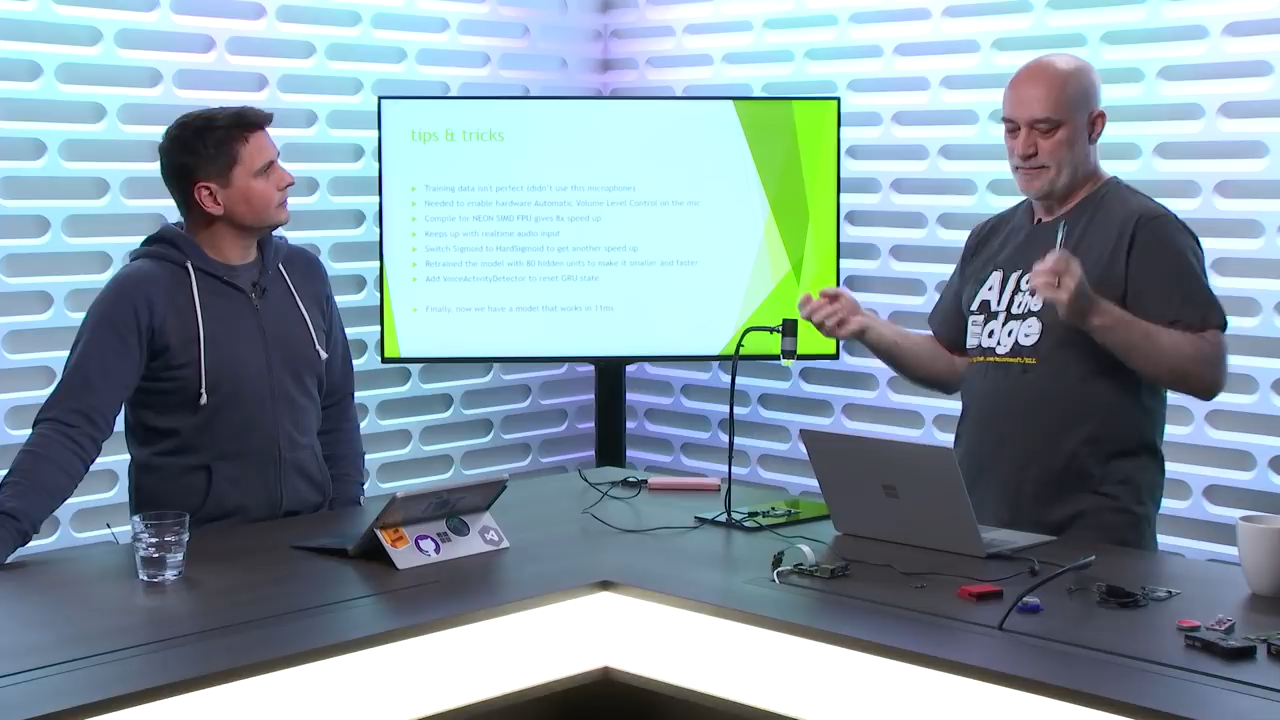 tips & tricks
Training data isn't perfect (didn't use this microphone)
Needed to enable hardware Automatic Volume Level Control on the mic
Compile for NEON SIMD FPU gives 8x speed up
Keeps up with realtime audio input
Switch Sigmoid to HardSigmoid to get another speed up
Retrained the model with 80 hidden units to make it smaller and faster
Add VoiceActivityDetector to reset GRU state
Finally, now we have a model that works in 11ms
AI on
the
Edge